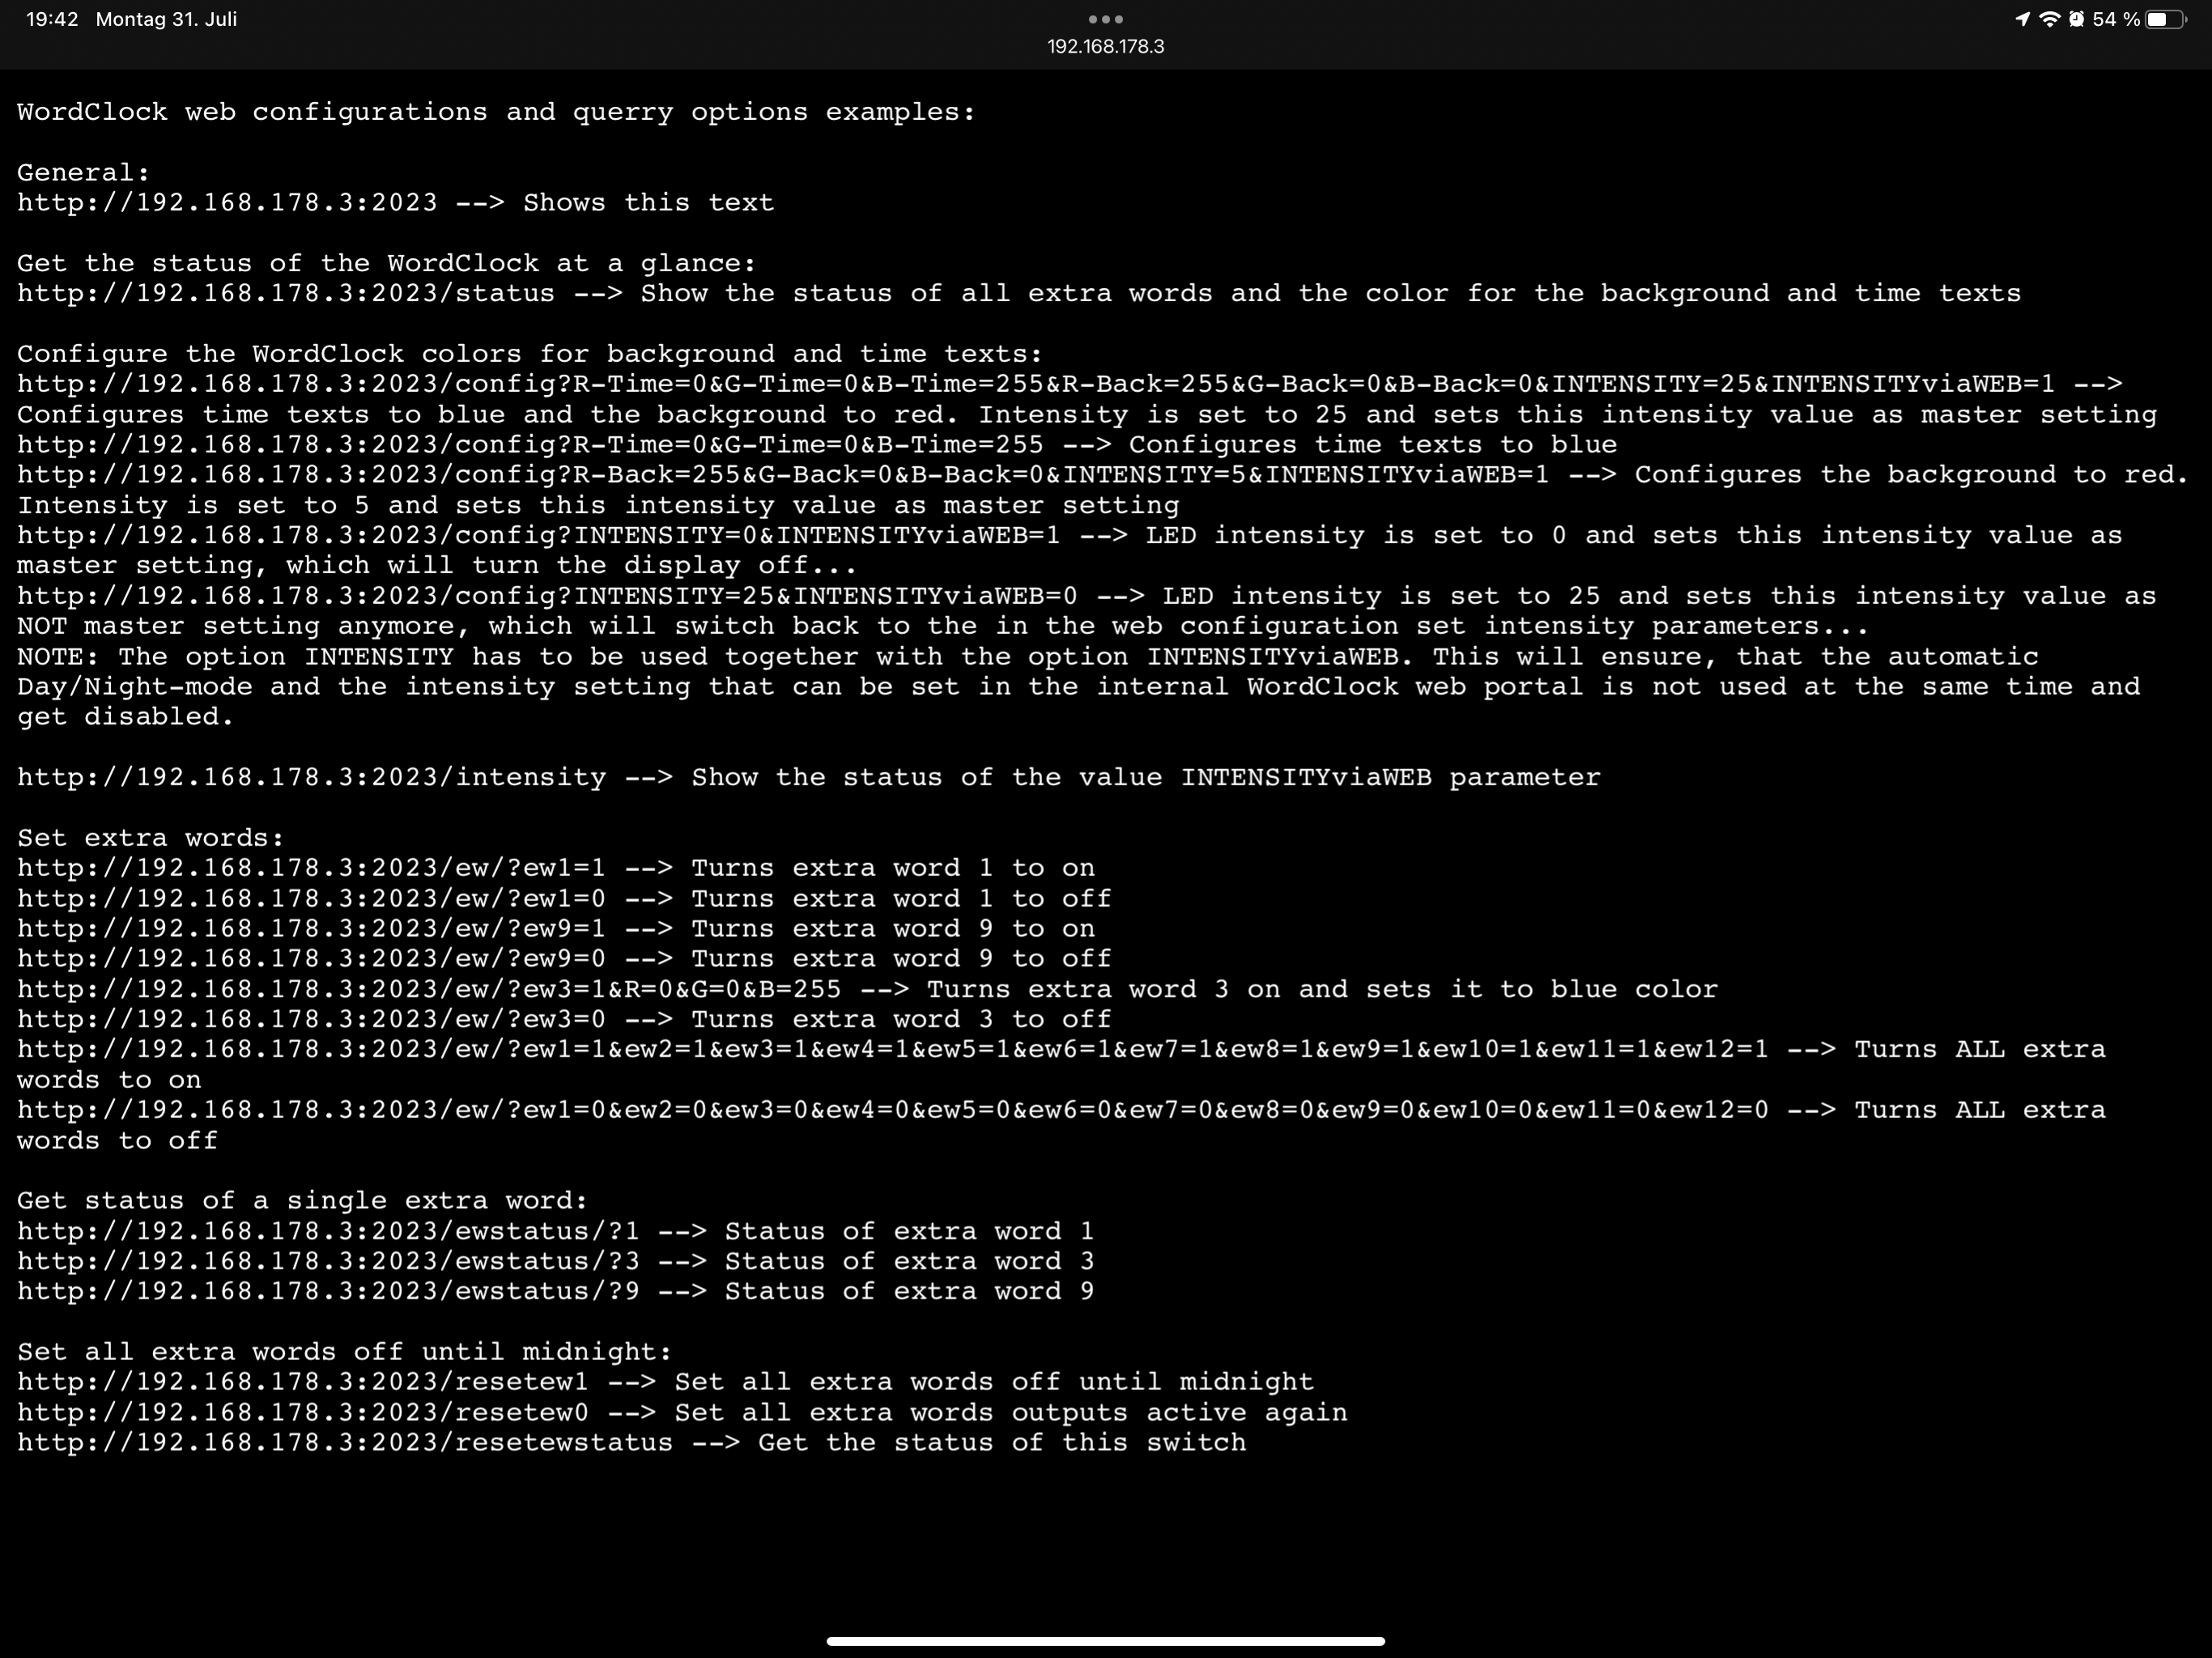 19:42 Montag 31. Juli
54 %
192.168.178.3
WordClock web configurations and querry options examples:
General:
http://192.168.178.3:2023 --> Shows this text
Get the status of the WordClock at a glance:
http://192.168.178.3:2023/status --> Show the status of all extra words and the color for the background and time texts
Configure the WordClock colors for background and time texts:
http://192.168.178.3:2023/config?R-Time=0&G-Time=0&B-Time=255&R-Back=255&G-Back=0&B-Back=0&INTENSITY=25&INTENSITYviaWEB=1 -->
Configures time texts to blue and the background to red. Intensity is set to 25 and sets this intensity value as master setting
http://192.168.178.3:2023/config?R-Time=0&G-Time=0&B-Time=255 --> Configures time texts to blue
http://192.168.178.3:2023/config?R-Back=255&G-Back=0&B-Back=0&INTENSITY=5&INTENSITYviaWEB=1 --> Configures the background to red.
Intensity is set to 5 and sets this intensity value as master setting
http://192.168.178.3:2023/config?INTENSITY=0&INTENSITYviaWEB=1 --> LED intensity is set to 0 and sets this intensity value as
master setting, which will turn the display off...
http://192.168.178.3:2023/config?INTENSITY=25&INTENSITYviaWEB=0 --> LED intensity is set to 25 and sets this intensity value as
NOT master setting anymore, which will switch back to the in the web configuration set intensity parameters...
NOTE: The option INTENSITY has to be used together with the option INTENSITYviaWEB. This will ensure, that the automatic
Day/Night-mode and the intensity setting that can be set in the internal WordClock web portal is not used at the same time and
get disabled.
http://192.168.178.3:2023/intensity --> Show the status of the value INTENSITYviaWEB parameter
Set extra words:
http://192.168.178.3:2023/ew/?ew1=1 --> Turns extra word 1 to on
http://192.168.178.3:2023/ew/?ew1=0 --> Turns extra word 1 to off
http://192.168.178.3:2023/ew/?ew9=1 --> Turns extra word 9 to on
http://192.168.178.3:2023/ew/?ew9=0 --> Turns extra word 9 to off
http://192.168.178.3:2023/ew/?ew3=1&R=0&G=0&B=255 --> Turns extra word 3 on and sets it to blue color
http://192.168.178.3:2023/ew/?ew3=0 --> Turns extra word 3 to off
http://192.168.178.3:2023/ew/?ew1=1&ew2=1&ew3=1&ew4=1&ew5=1&ew6=1&ew7=1&ew8=1&ew9=1&ew10=1&ew11=1&ew12=1 --> Turns ALL extra
words to on
http://192.168.178.3:2023/ew/?ew1=0&ew2=0&ew3=0&ew4=0&ew5=0&ew6=0&ew7=0&ew8=0&ew9=0&ew10=0&ew11=0&ew12=0 --> Turns ALL extra
words to off
Get status of a single extra word:
http://192.168.178.3:2023/ewstatus/?1 --> Status of extra word 1
http://192.168.178.3:2023/ewstatus/?3 --> Status of extra word 3
http://192.168.178.3:2023/ewstatus/?9 --> Status of extra word 9
Set all extra words off until midnight:
http://192.168.178.3:2023/resetew1 --> Set all extra words off until midnight
http://192.168.178.3:2023/resetew0 --> Set all extra words outputs active again
http://192.168.178.3:2023/resetewstatus --> Get the status of this switch